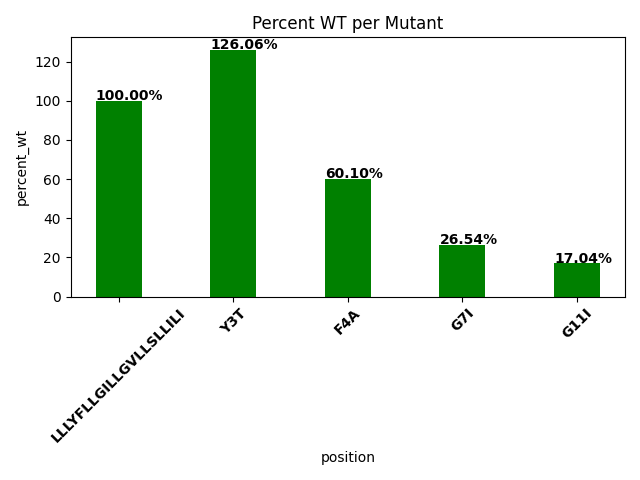 Percent WT per Mutant
126.06%
100.00%
60.10%
26.54%
17.04%
percent_wt
120
100
80
60
40
20
0
LLLYFLLGILLGVLLSLLILI
Y3T
F4A
G7I
G11I
position